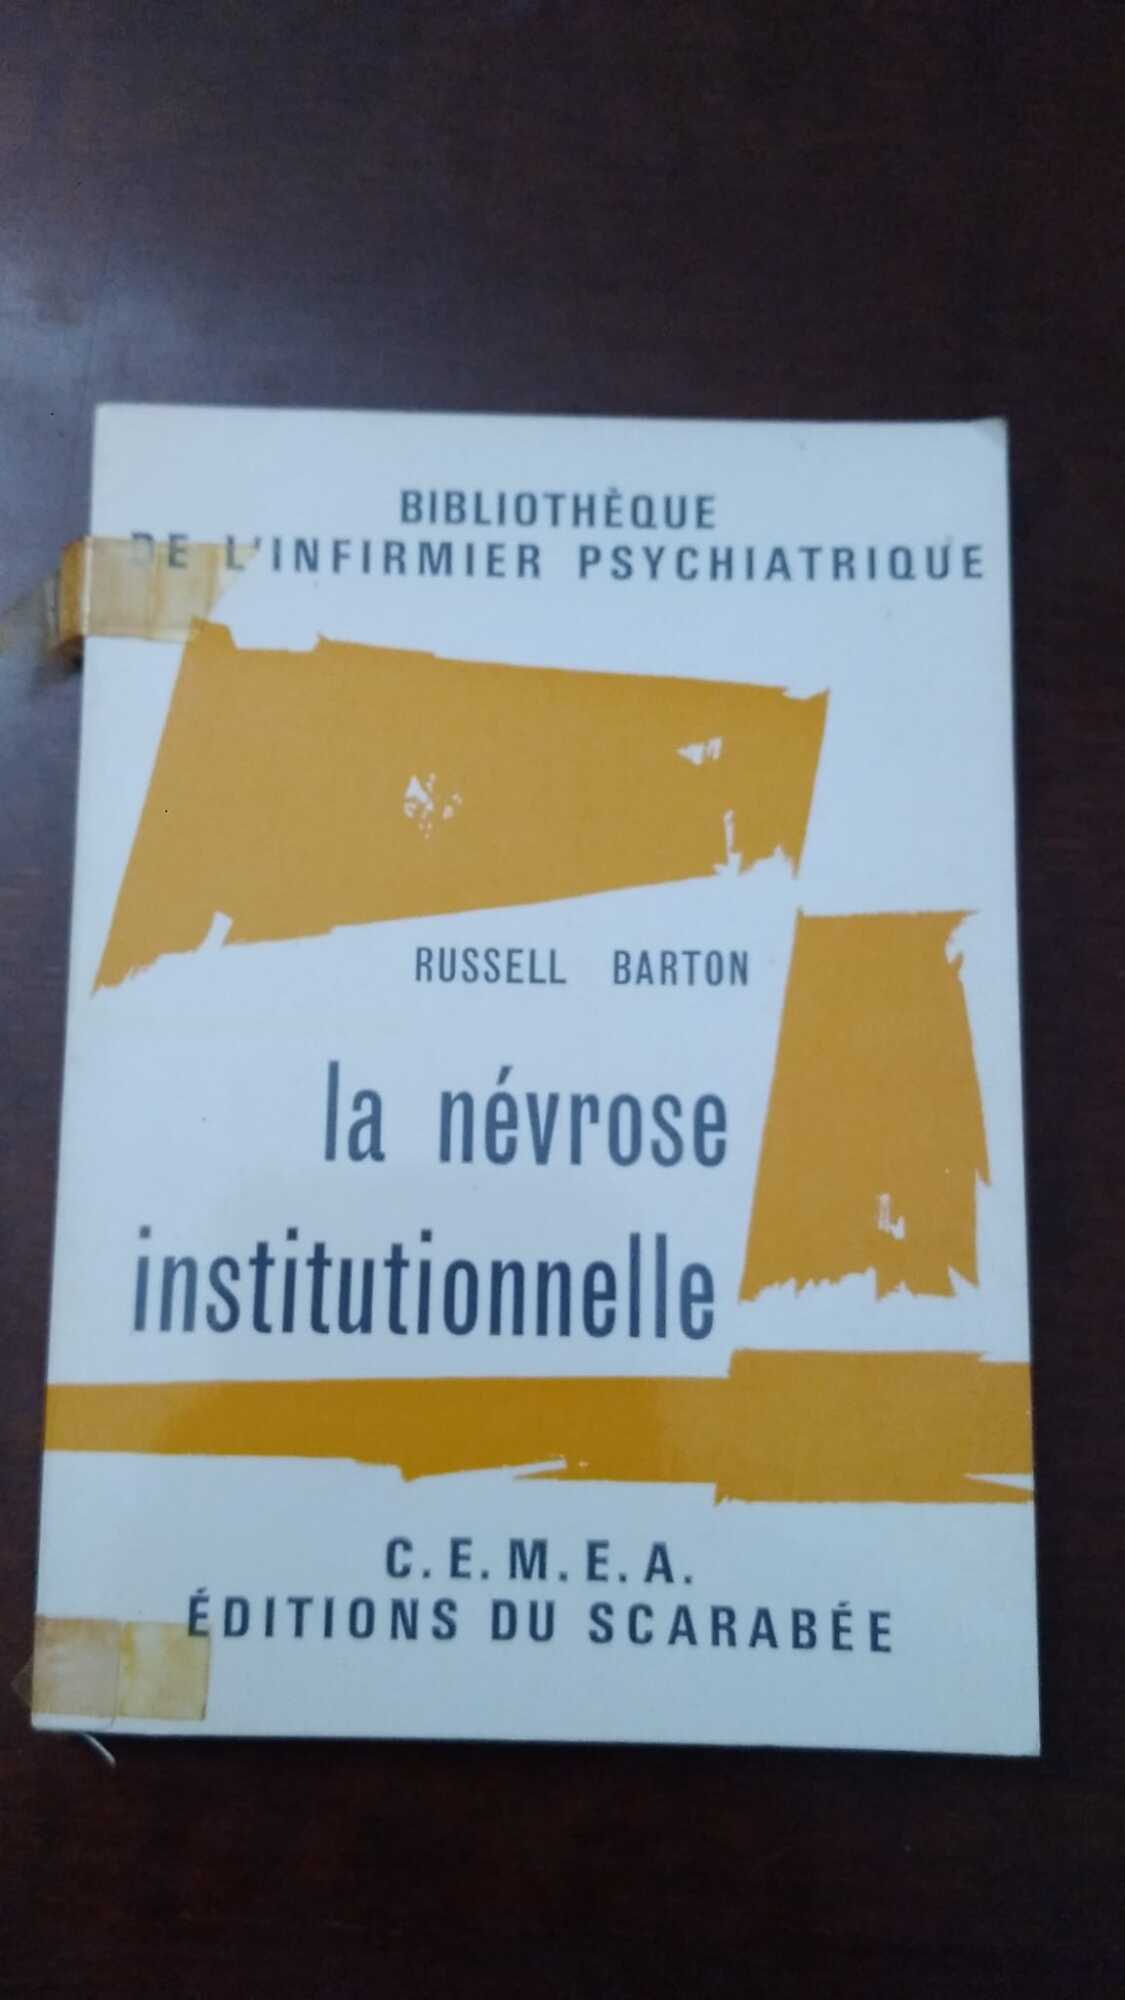 BIBLIOTHÈQUE
DE L'INFIRMIER PSYCHIATRIQUE
RUSSELL BARTON
la névrose
institutionnelle
C.E.M.E.A.
ÉDITIONS DU SCARABÉE